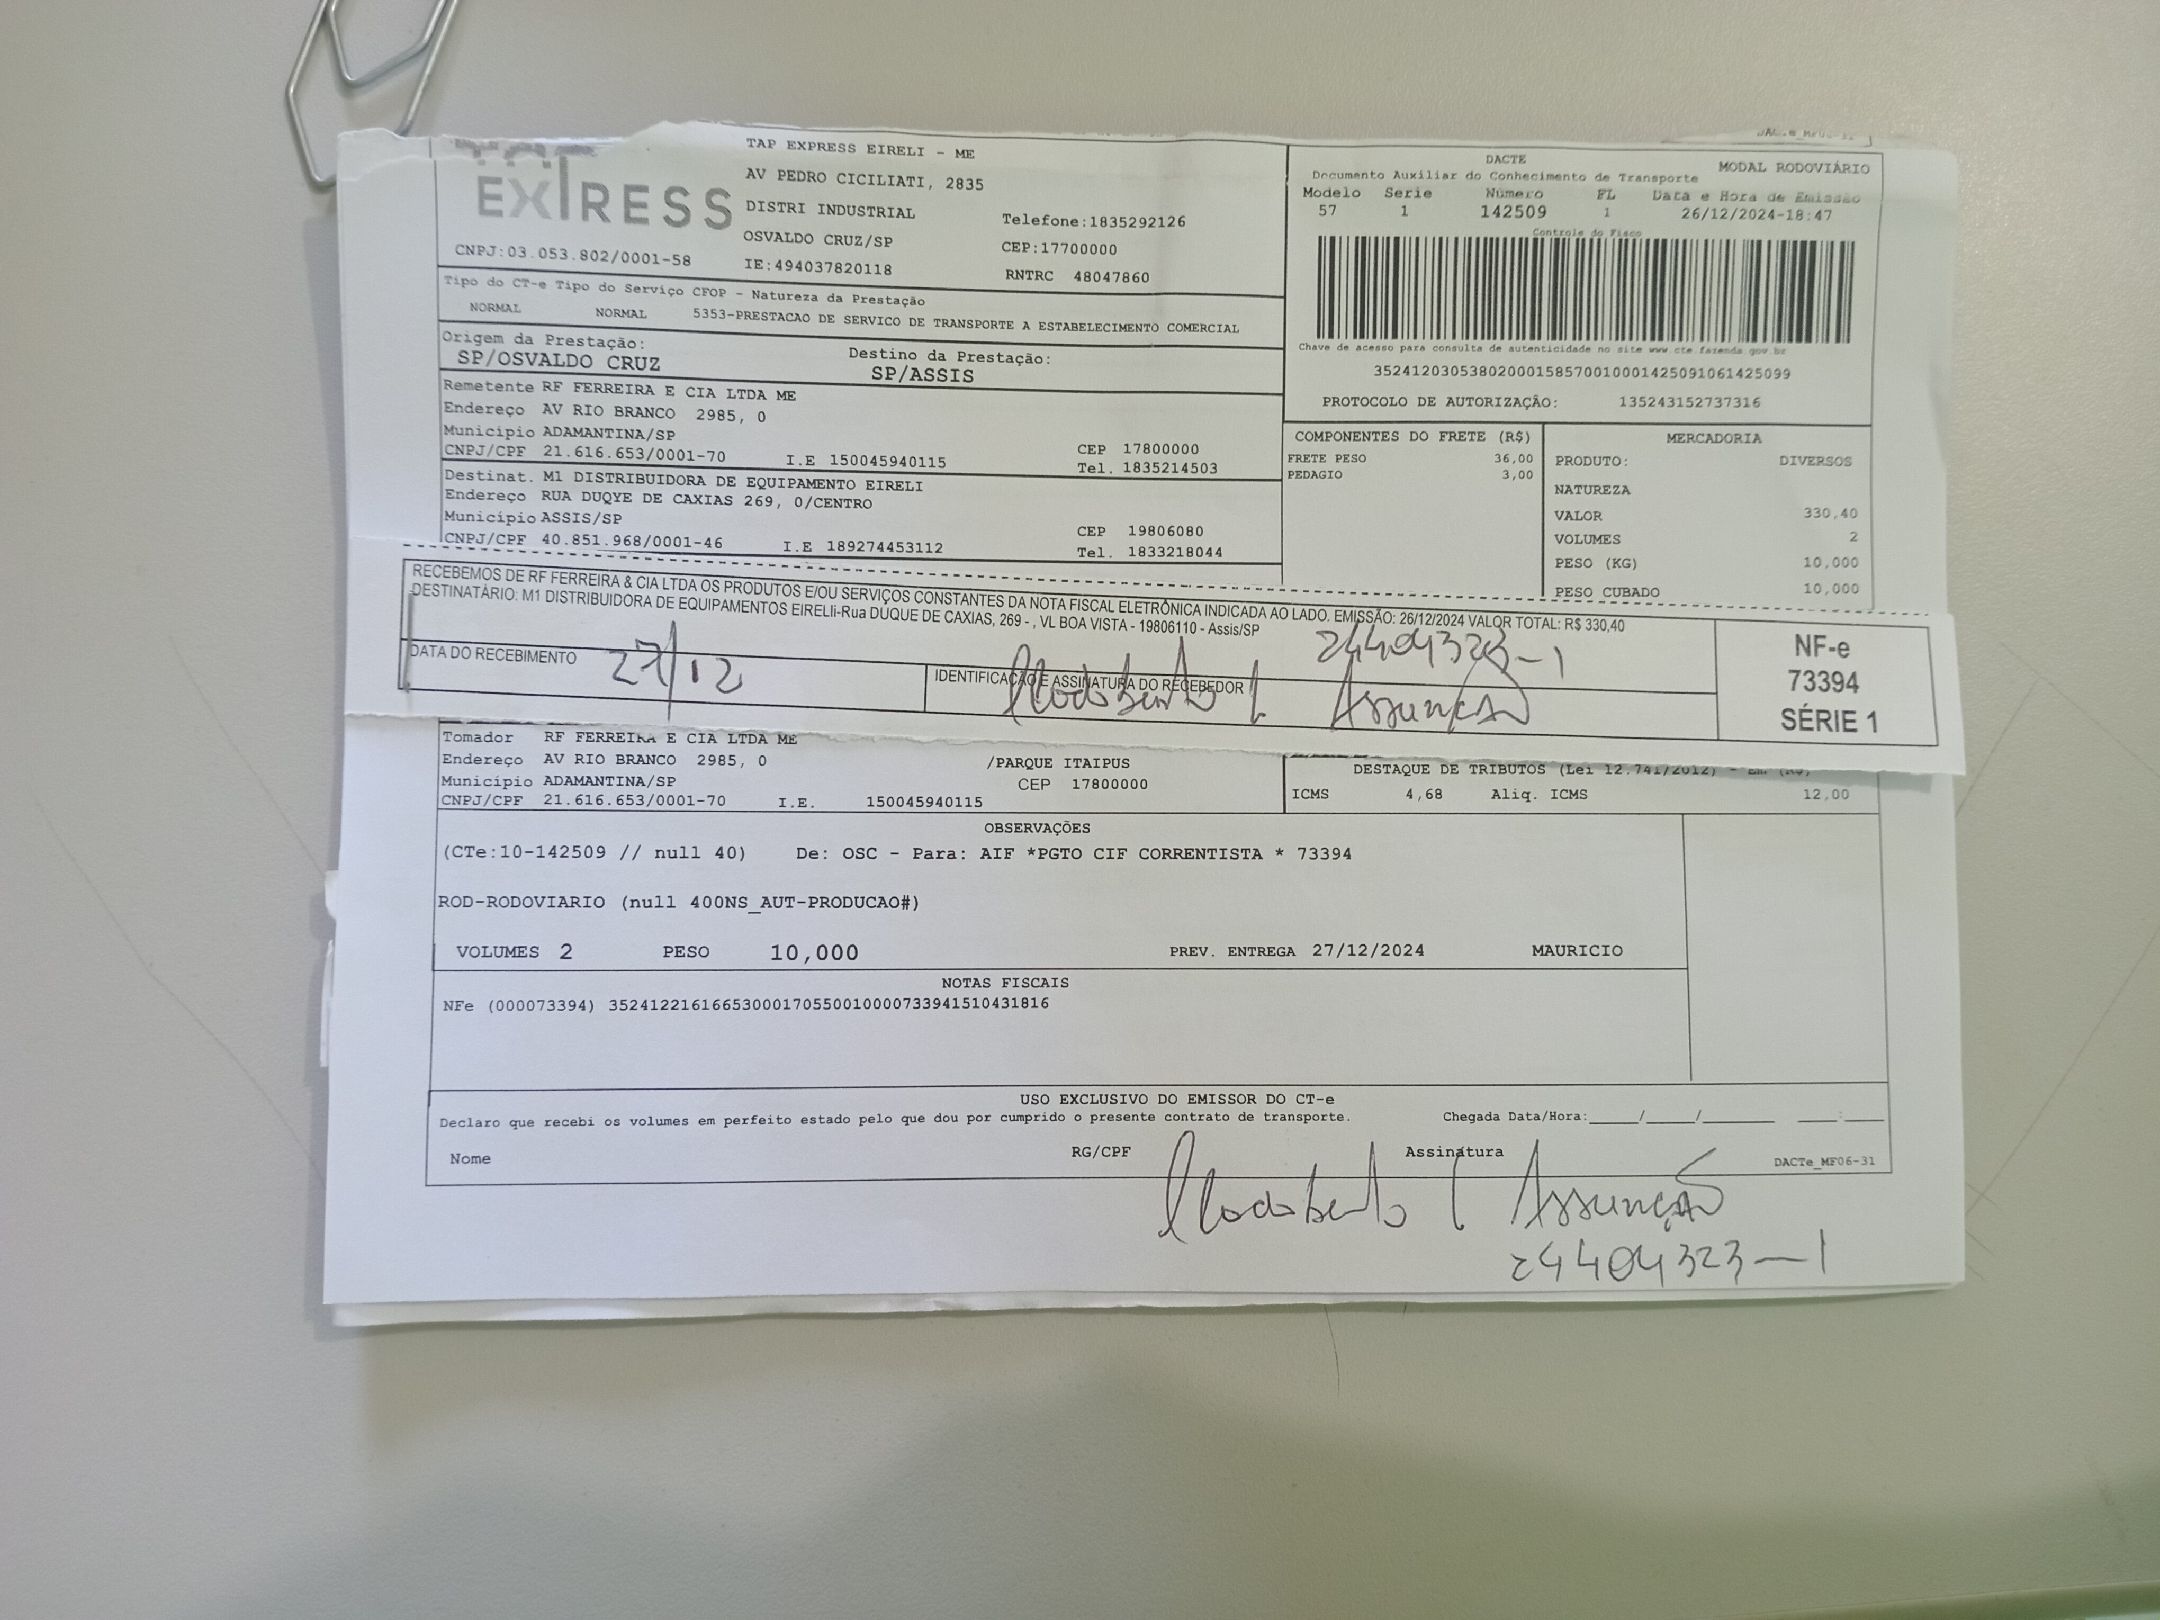 EXPRESS
TAP EXPRESS EIRELI - ME
AV PEDRO CICILIATI, 2835
DISTRI INDUSTRIAL
Telefone:1835292126
OSVALDO CRUZ/SP
CEP:17700000
CNPJ:03.053.802/0001-58
IE:494037820118
RNTRC 48047860
Tipo do CT-e Tipo do Serviço CFOP - Natureza da Prestação
NORMAL NORMAL 5353-PRESTACAO DE SERVICO DE TRANSPORTE A ESTABELECIMENTO COMERCIAL
Origem da Prestação:
SP/OSVALDO CRUZ
Destino da Prestação:
SP/ASSIS
Remetente RF FERREIRA E CIA LTDA ME
Endereço AV RIO BRANCO 2985, 0
Município ADAMANTINA/SP
CEP 17800000
CNPJ/CPF 21.616.653/0001-70 I.E 150045940115 Tel. 1835214503
Destinat. M1 DISTRIBUIDORA DE EQUIPAMENTO EIRELI
Endereço RUA DUQYE DE CAXIAS 269, 0/CENTRO
Município ASSIS/SP
CEP 19806080
CNPJ/CPF 40.851.968/0001-46 I.E 189274453112 Tel. 1833218044
DACTE
MODAL RODOVIÁRIO
Documento Auxiliar do Conhecimento de Transporte
Modelo Serie Número FL Data e Hora de Emissão
57 1 142509 1 26/12/2024-18:47
Controle do Fisco
Chave de acesso para consulta de autenticidade no site www.cte.fazenda.gov.br
35241203053802000158570010001425091061425099
PROTOCOLO DE AUTORIZAÇÃO: 135243152737316
COMPONENTES DO FRETE (R$)
FRETE PESO 36,00
PEDAGIO 3,00
MERCADORIA
PRODUTO: DIVERSOS
NATUREZA
VALOR 330,40
VOLUMES 2
PESO (KG) 10,000
PESO CUBADO 10,000
RECEBEMOS DE RF FERREIRA & CIA LTDA OS PRODUTOS E/OU SERVIÇOS CONSTANTES DA NOTA FISCAL ELETRÔNICA INDICADA AO LADO. EMISSÃO: 26/12/2024 VALOR TOTAL: R$ 330,40
DESTINATÁRIO: M1 DISTRIBUIDORA DE EQUIPAMENTOS EIRELIi-Rua DUQUE DE CAXIAS, 269 - , VL BOA VISTA - 19806110 - Assis/SP
24404323-1
DATA DO RECEBIMENTO 27/12
IDENTIFICAÇÃO E ASSINATURA DO RECEBEDOR
Assunção
NF-e
73394
SÉRIE 1
Tomador RF FERREIRA E CIA LTDA ME
Endereço AV RIO BRANCO 2985, 0 /PARQUE ITAIPUS
Município ADAMANTINA/SP CEP 17800000
CNPJ/CPF 21.616.653/0001-70 I.E. 150045940115
DESTAQUE DE TRIBUTOS (Lei 12.741/2012) - Em (R$)
ICMS 4,68 Aliq. ICMS 12,00
OBSERVAÇÕES
(CTe:10-142509 // null 40) De: OSC - Para: AIF *PGTO CIF CORRENTISTA * 73394
ROD-RODOVIARIO (null 400NS_AUT-PRODUCAO#)
VOLUMES 2 PESO 10,000 PREV. ENTREGA 27/12/2024 MAURICIO
NOTAS FISCAIS
NFe (000073394) 35241221616653000170550010000733941510431816
USO EXCLUSIVO DO EMISSOR DO CT-e
Declaro que recebi os volumes em perfeito estado pelo que dou por cumprido o presente contrato de transporte. Chegada Data/Hora:____/____/______ ____:____
Nome RG/CPF Assinatura DACTe_MF06-31
Assunção
24404323-1